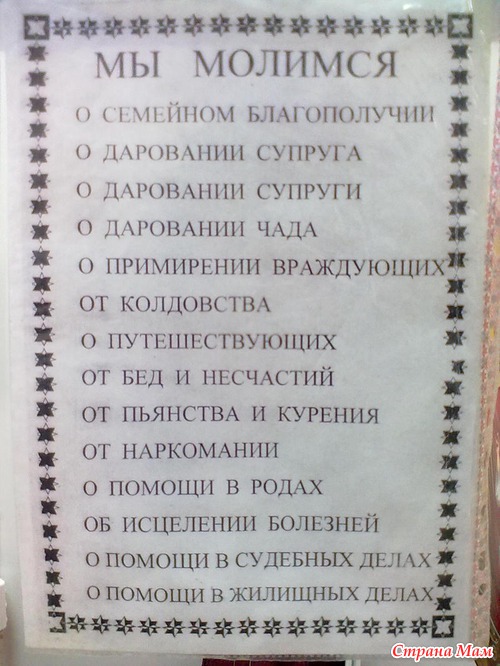 МЫ МОЛИМСЯ
О СЕМЕЙНОМ БЛАГОПОЛУЧИИ
О ДАРОВАНИИ СУПРУГА
О ДАРОВАНИИ СУПРУГИ
О ДАРОВАНИИ ЧАДА
О ПРИМИРЕНИИ ВРАЖДУЮЩИХ
ОТ КОЛДОВСТВА
О ПУТЕШЕСТВУЮЩИХ
ОТ БЕД И НЕСЧАСТИЙ
ОТ ПЬЯНСТВА И КУРЕНИЯ
ОТ НАРКОМАНИИ
О ПОМОЩИ В РОДАХ
ОБ ИСЦЕЛЕНИИ БОЛЕЗНЕЙ
О ПОМОЩИ В СУДЕБНЫХ ДЕЛАХ
О ПОМОЩИ В ЖИЛИЩНЫХ ДЕЛАХ
Страна Мам